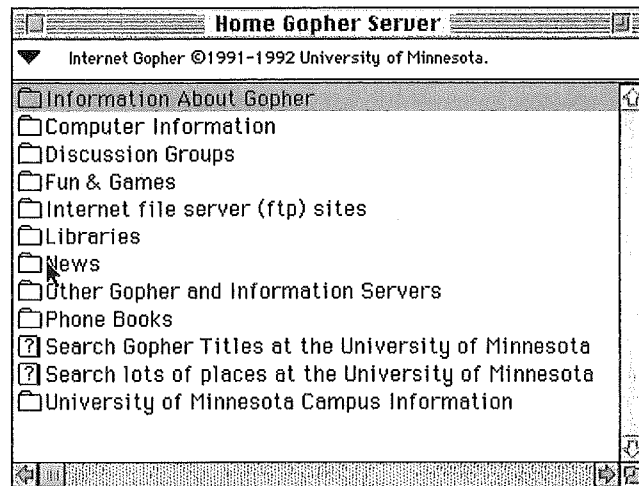 Home Gopher Server
Internet Gopher ©1991-1992 University of Minnesota.
Information About Gopher
Computer Information
Discussion Groups
Fun & Games
Internet file server (ftp) sites
Libraries
News
Other Gopher and Information Servers
Phone Books
? Search Gopher Titles at the University of Minnesota
? Search lots of places at the University of Minnesota
University of Minnesota Campus Information